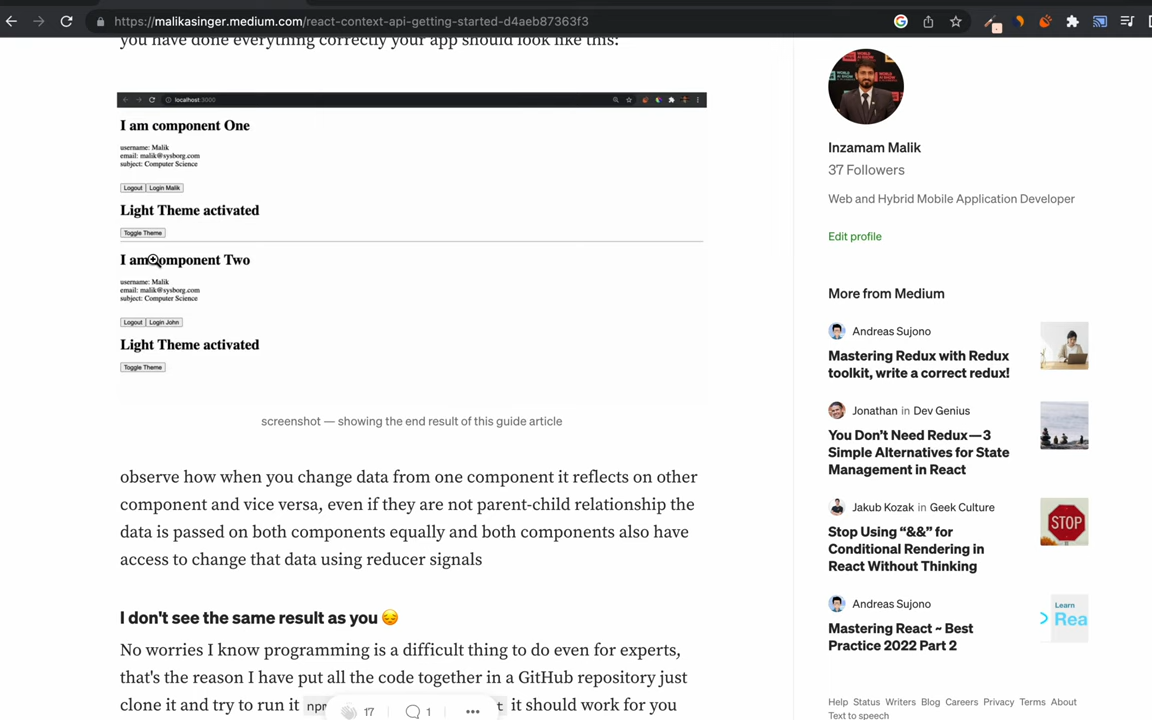 https://malikasinger.medium.com/react-context-api-getting-started-d4aeb87363f3
you have done everything correctly your app should look like this:
localhost:3000
I am component One
username: Malik
email: malik@sysborg.com
subject: Computer Science
Logout Login Malik
Light Theme activated
Toggle Theme
I am component Two
username: Malik
email: malik@sysborg.com
subject: Computer Science
Logout Login John
Light Theme activated
Toggle Theme
screenshot — showing the end result of this guide article
observe how when you change data from one component it reflects on other
component and vice versa, even if they are not parent-child relationship the
data is passed on both components equally and both components also have
access to change that data using reducer signals
I don't see the same result as you 😔
No worries I know programming is a difficult thing to do even for experts,
that's the reason I have put all the code together in a GitHub repository just
clone it and try to run it it should work for you
17 1
Inzamam Malik
37 Followers
Web and Hybrid Mobile Application Developer
Edit profile
More from Medium
Andreas Sujono
Mastering Redux with Redux
toolkit, write a correct redux!
Jonathan in Dev Genius
You Don't Need Redux — 3
Simple Alternatives for State
Management in React
Jakub Kozak in Geek Culture
Stop Using “&&” for
Conditional Rendering in
React Without Thinking
STOP
Andreas Sujono
Mastering React ~ Best
Practice 2022 Part 2
Learn
Rea
Help Status Writers Blog Careers Privacy Terms About
Text to speech